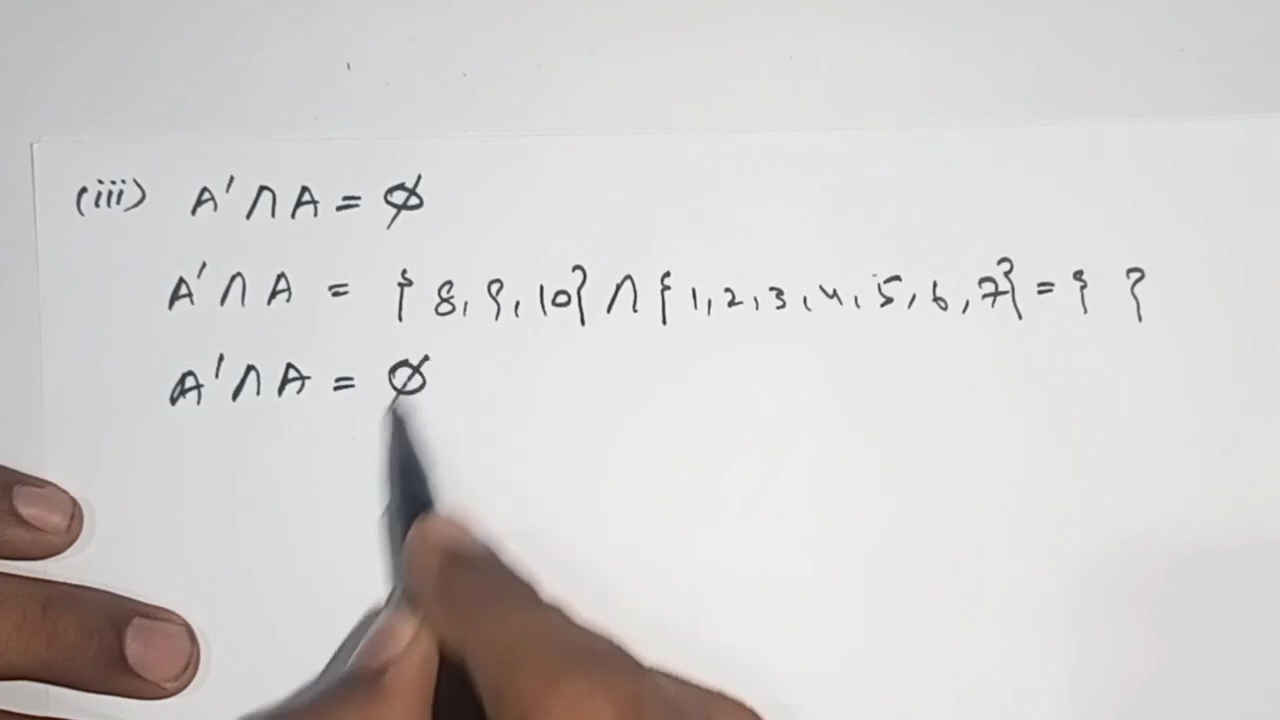 (iii) A' ∩ A = ∅
A' ∩ A = { 8, 9, 10} ∩ { 1, 2, 3, 4, 5, 6, 7} = { }
A' ∩ A = ∅